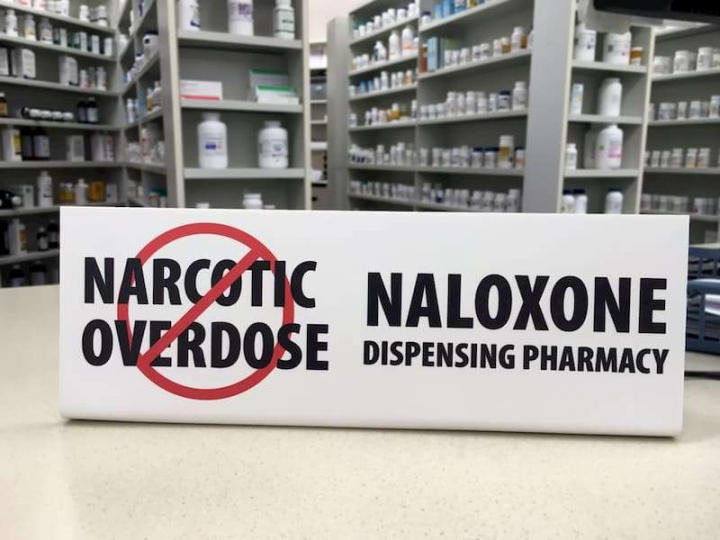 NARCOTIC
OVERDOSE
NALOXONE
DISPENSING PHARMACY